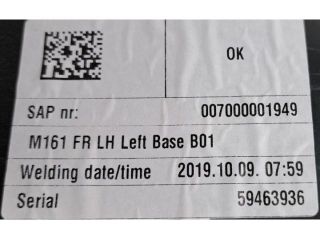 OK
SAP nr: 007000001949
M161 FR LH Left Base B01
Welding date/time 2019.10.09. 07:59
Serial 59463936